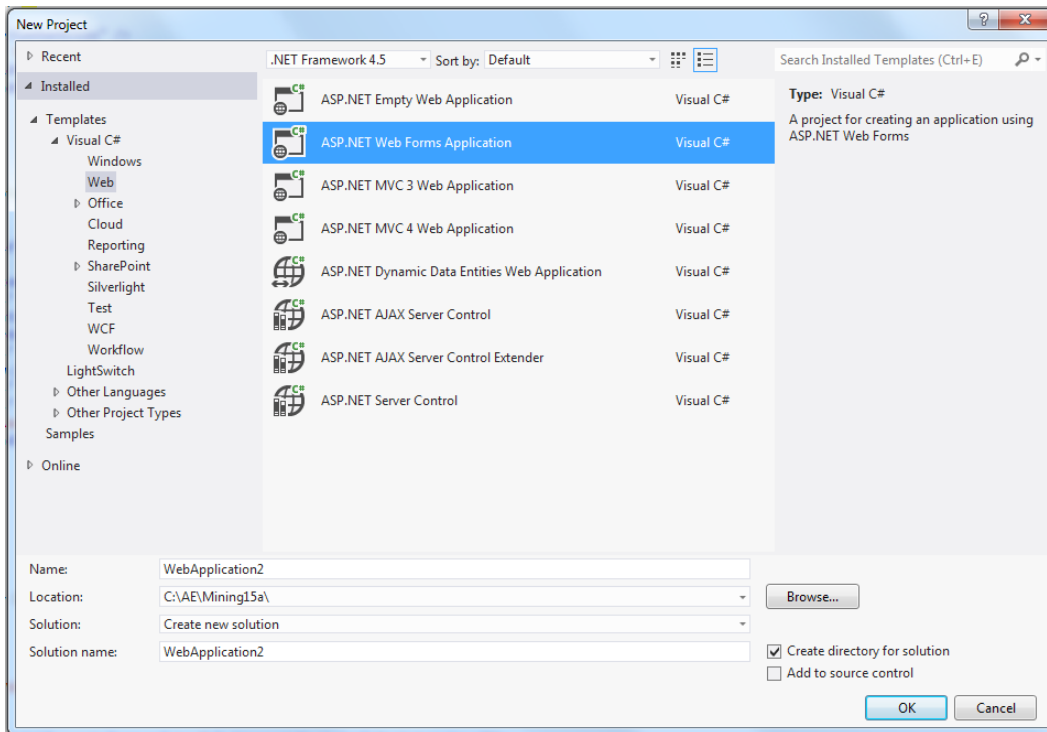 New Project
Recent
.NET Framework 4.5 Sort by: Default
Search Installed Templates (Ctrl+E)
Installed
Templates
Visual C#
Windows
Web
Office
Cloud
Reporting
SharePoint
Silverlight
Test
WCF
Workflow
LightSwitch
Other Languages
Other Project Types
Samples
Online
ASP.NET Empty Web Application Visual C#
ASP.NET Web Forms Application Visual C#
ASP.NET MVC 3 Web Application Visual C#
ASP.NET MVC 4 Web Application Visual C#
ASP.NET Dynamic Data Entities Web Application Visual C#
ASP.NET AJAX Server Control Visual C#
ASP.NET AJAX Server Control Extender Visual C#
ASP.NET Server Control Visual C#
Type: Visual C#
A project for creating an application using
ASP.NET Web Forms
Name: WebApplication2
Location: C:\AE\Mining15a\ Browse...
Solution: Create new solution
Solution name: WebApplication2
Create directory for solution
Add to source control
OK Cancel